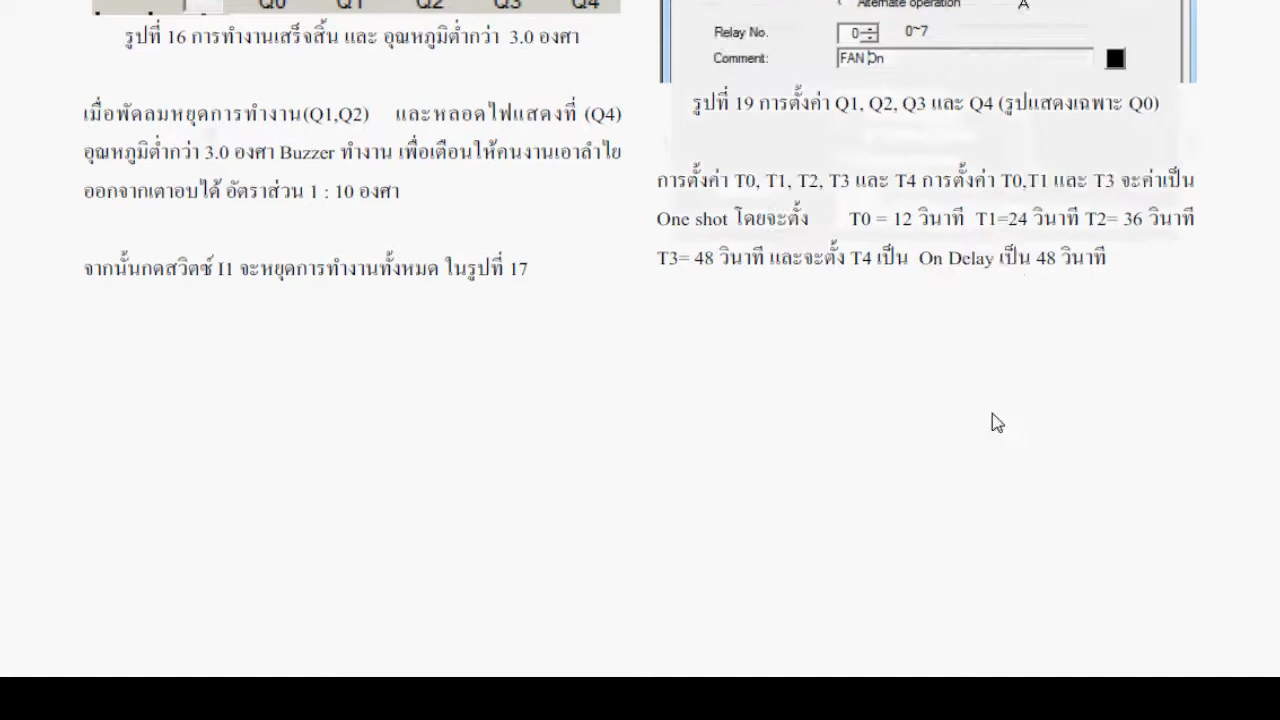 Q0 Q1 Q2 Q3 Q4
รูปที่ 16 การทำงานเสร็จสิ้น และ อุณหภูมิต่ำกว่า 3.0 องศา
เมื่อพัดลมหยุดการทำงาน(Q1,Q2) และหลอดไฟแสดงที่ (Q4)
อุณหภูมิต่ำกว่า 3.0 องศา Buzzer ทำงาน เพื่อเตือนให้คนงานเอาลำไย
ออกจากเตาอบได้ อัตราส่วน 1 : 10 องศา
จากนั้นกดสวิตซ์ I1 จะหยุดการทำงานทั้งหมด ในรูปที่ 17
Alternate operation A
Relay No. 0 0~7
Comment: FAN On
รูปที่ 19 การตั้งค่า Q1, Q2, Q3 และ Q4 (รูปแสดงเฉพาะ Q0)
การตั้งค่า T0, T1, T2, T3 และ T4 การตั้งค่า T0,T1 และ T3 จะค่าเป็น
One shot โดยจะตั้ง T0 = 12 วินาที T1=24 วินาที T2= 36 วินาที
T3= 48 วินาที และจะตั้ง T4 เป็น On Delay เป็น 48 วินาที